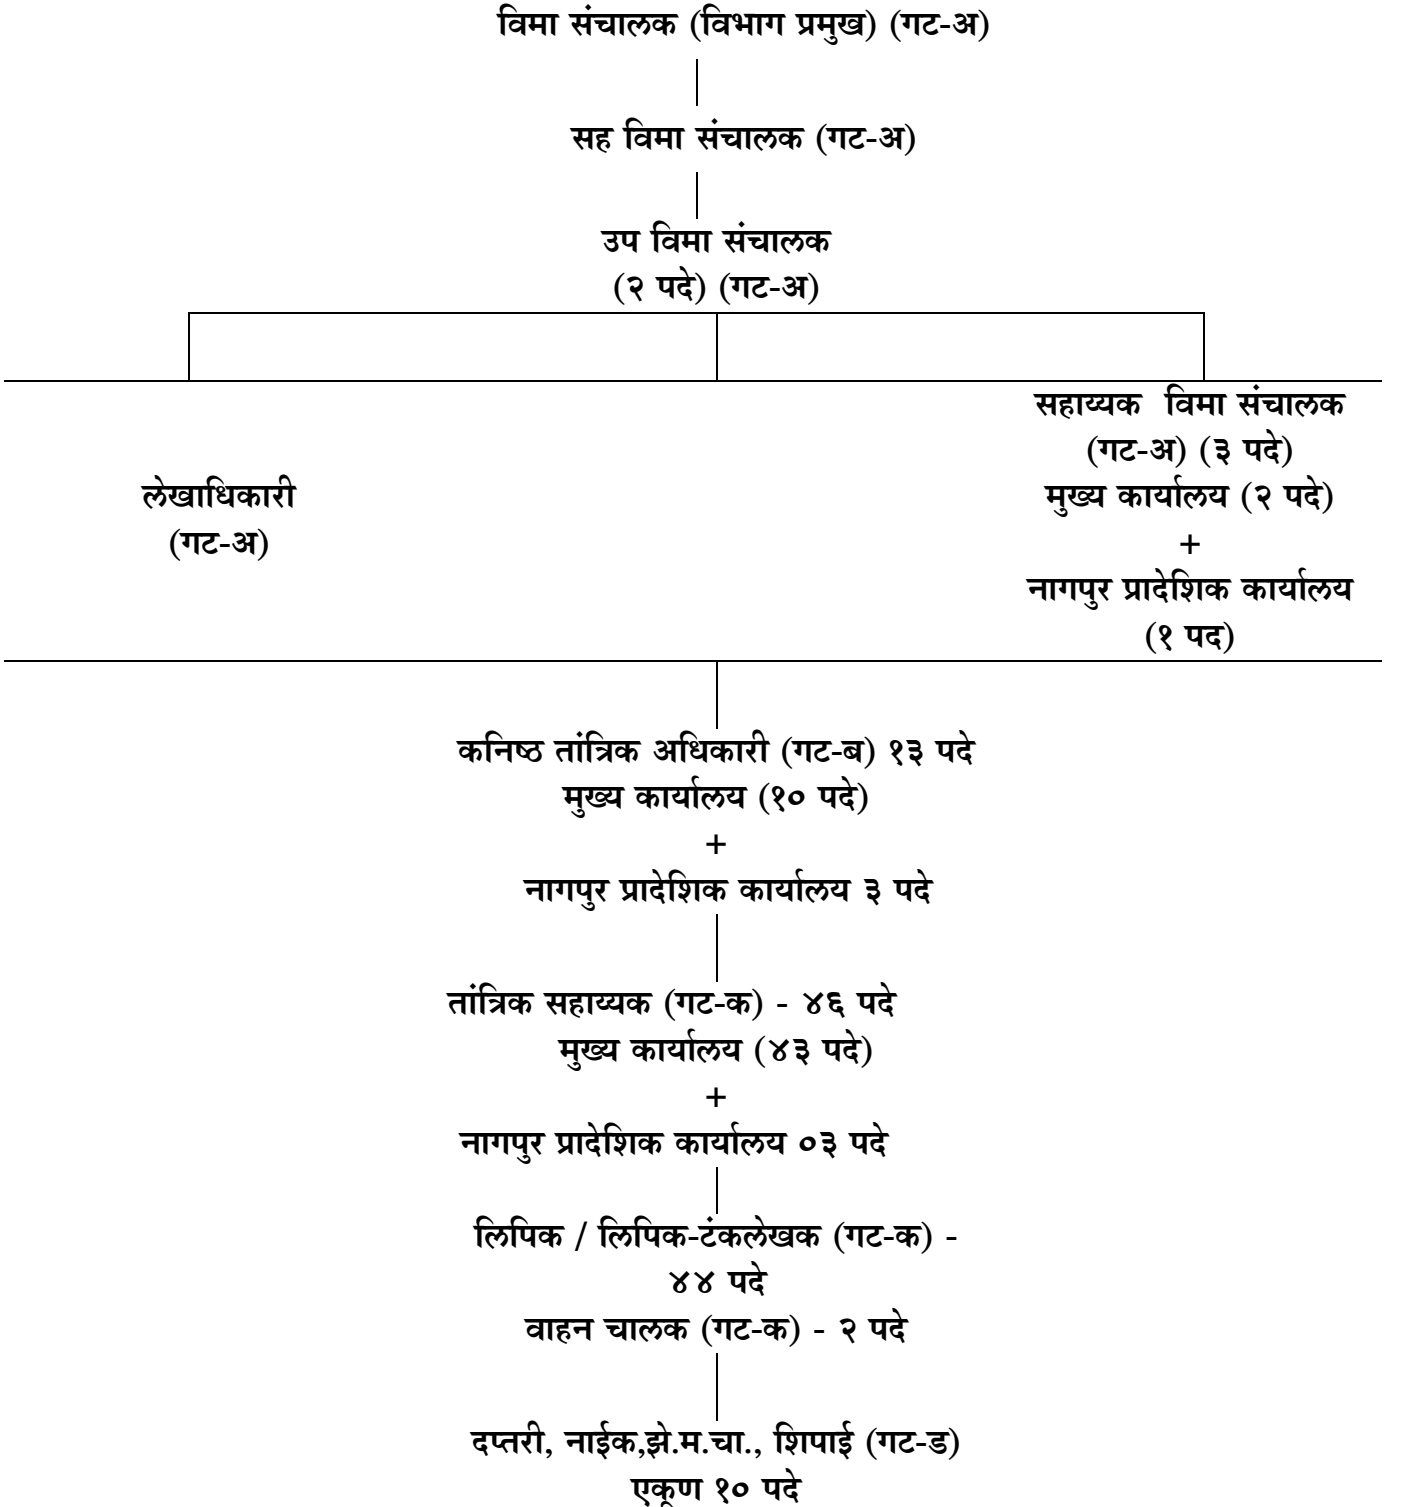 विमा संचालक (विभाग प्रमुख) (गट-अ)
सह विमा संचालक (गट-अ)
उप विमा संचालक
(२ पदे) (गट-अ)
लेखाधिकारी
(गट-अ)
सहाय्यक विमा संचालक
(गट-अ) (३ पदे)
मुख्य कार्यालय (२ पदे)
+
नागपुर प्रादेशिक कार्यालय
(१ पद)
कनिष्ठ तांत्रिक अधिकारी (गट-ब) १३ पदे
मुख्य कार्यालय (१० पदे)
+
नागपुर प्रादेशिक कार्यालय ३ पदे
तांत्रिक सहाय्यक (गट-क) - ४६ पदे
मुख्य कार्यालय (४३ पदे)
+
नागपुर प्रादेशिक कार्यालय ०३ पदे
लिपिक / लिपिक-टंकलेखक (गट-क) -
४४ पदे
वाहन चालक (गट-क) - २ पदे
दप्तरी, नाईक,झे.म.चा., शिपाई (गट-ड)
एकूण १० पदे